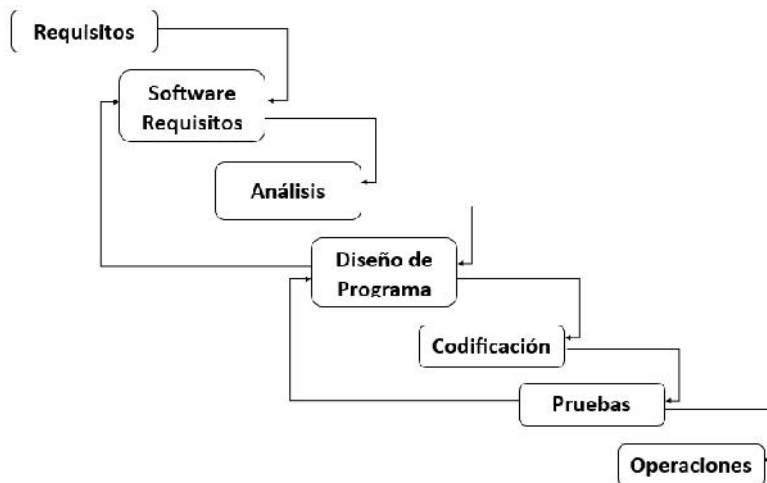 Requisitos
Software
Requisitos
Análisis
Diseño de
Programa
Codificación
Pruebas
Operaciones